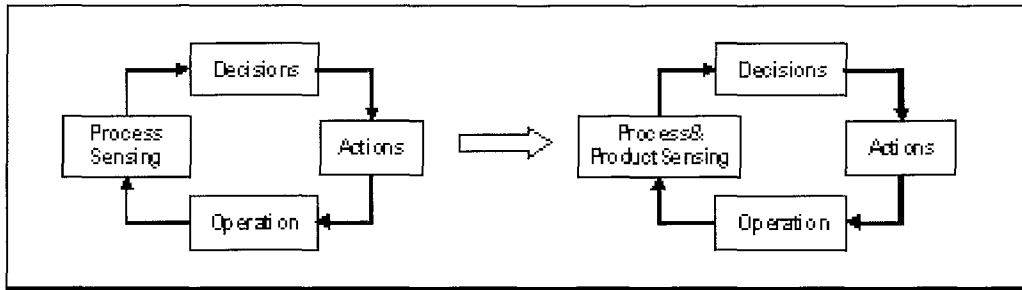 Decisions
Process
Sensing
Actions
Operation
Decisions
Process&
Product Sensing
Actions
Operation